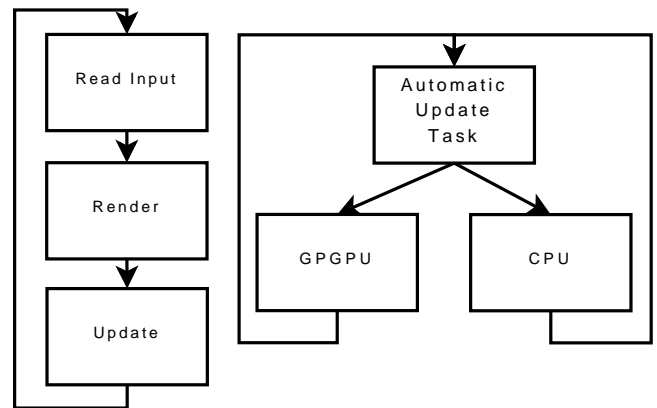 Read Input
Render
Update
Automatic
Update
Task
GPGPU
CPU